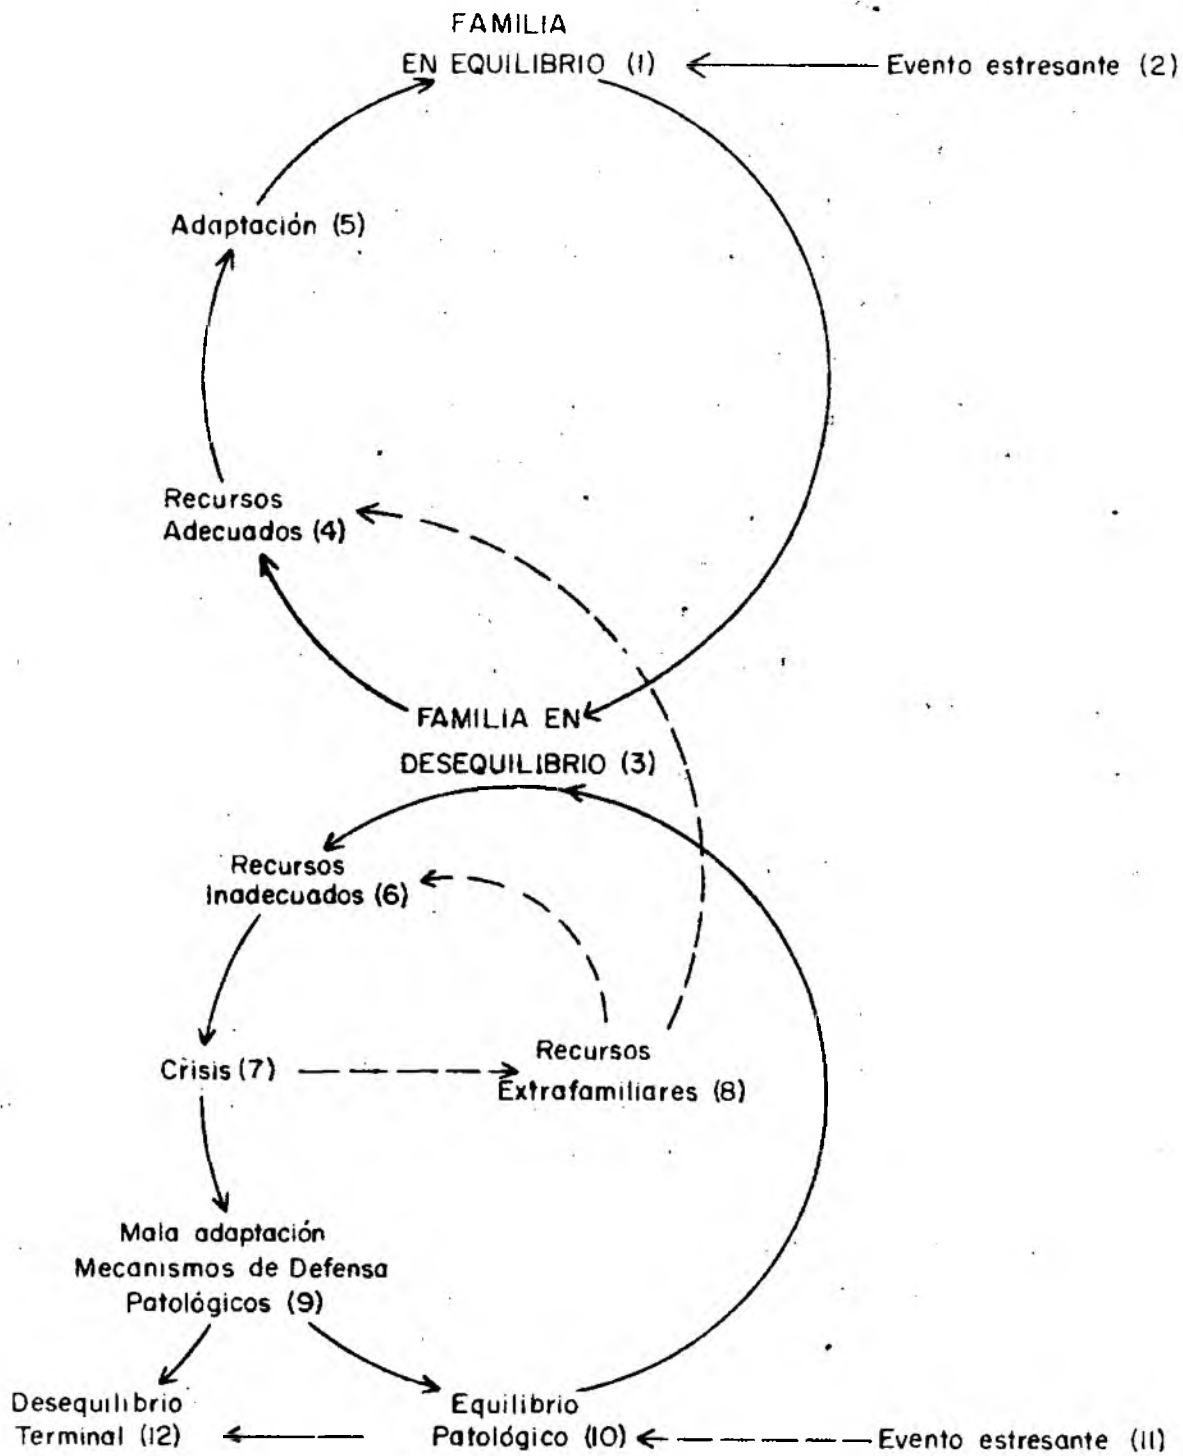 FAMILIA
EN EQUILIBRIO (1)
Evento estresante (2)
Adaptación (5)
Recursos
Adecuados (4)
FAMILIA EN
DESEQUILIBRIO (3)
Recursos
Inadecuados (6)
Crisis (7)
Recursos
Extrafamiliares (8)
Mala adaptación
Mecanismos de Defensa
Patológicos (9)
Desequilibrio
Terminal (12)
Equilibrio
Patológico (10)
Evento estresante (11)